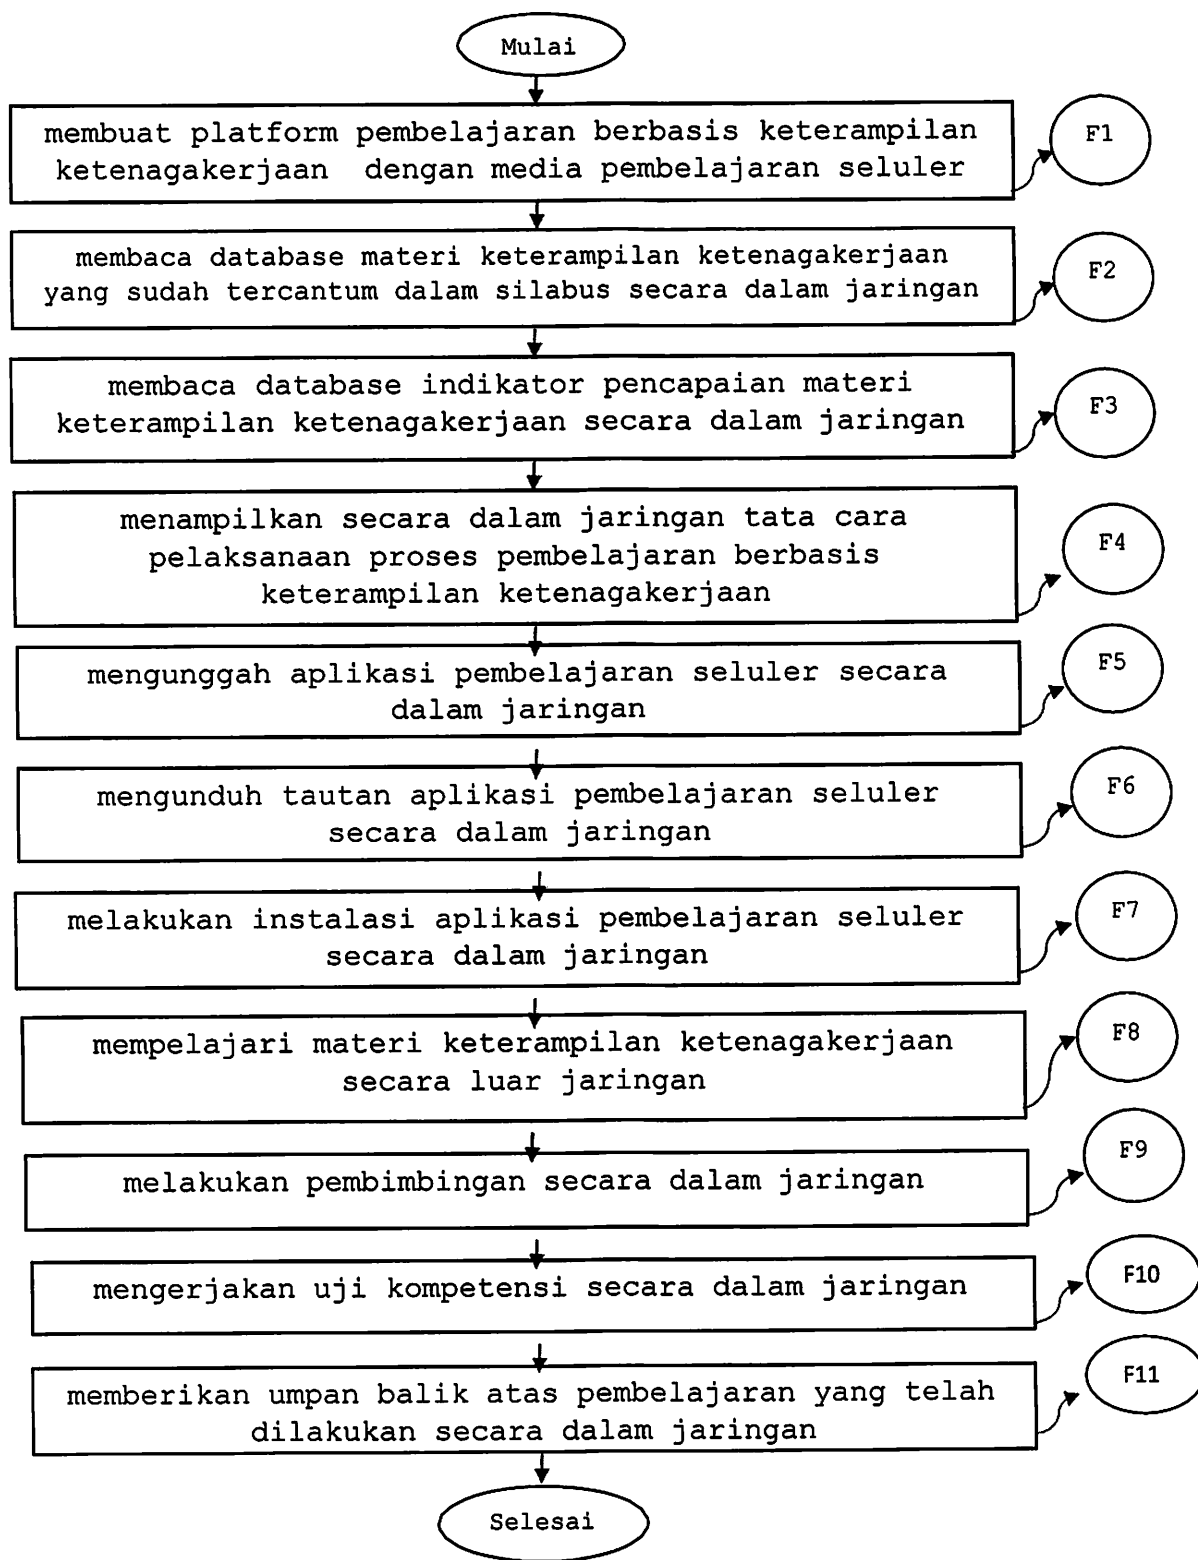 Mulai
membuat platform pembelajaran berbasis keterampilan
ketenagakerjaan dengan media pembelajaran seluler
F1
membaca database materi keterampilan ketenagakerjaan
yang sudah tercantum dalam silabus secara dalam jaringan
F2
membaca database indikator pencapaian materi
keterampilan ketenagakerjaan secara dalam jaringan
F3
menampilkan secara dalam jaringan tata cara
pelaksanaan proses pembelajaran berbasis
keterampilan ketenagakerjaan
F4
mengunggah aplikasi pembelajaran seluler secara
dalam jaringan
F5
mengunduh tautan aplikasi pembelajaran seluler
secara dalam jaringan
F6
melakukan instalasi aplikasi pembelajaran seluler
secara dalam jaringan
F7
mempelajari materi keterampilan ketenagakerjaan
secara luar jaringan
F8
melakukan pembimbingan secara dalam jaringan
F9
mengerjakan uji kompetensi secara dalam jaringan
F10
memberikan umpan balik atas pembelajaran yang telah
dilakukan secara dalam jaringan
F11
Selesai